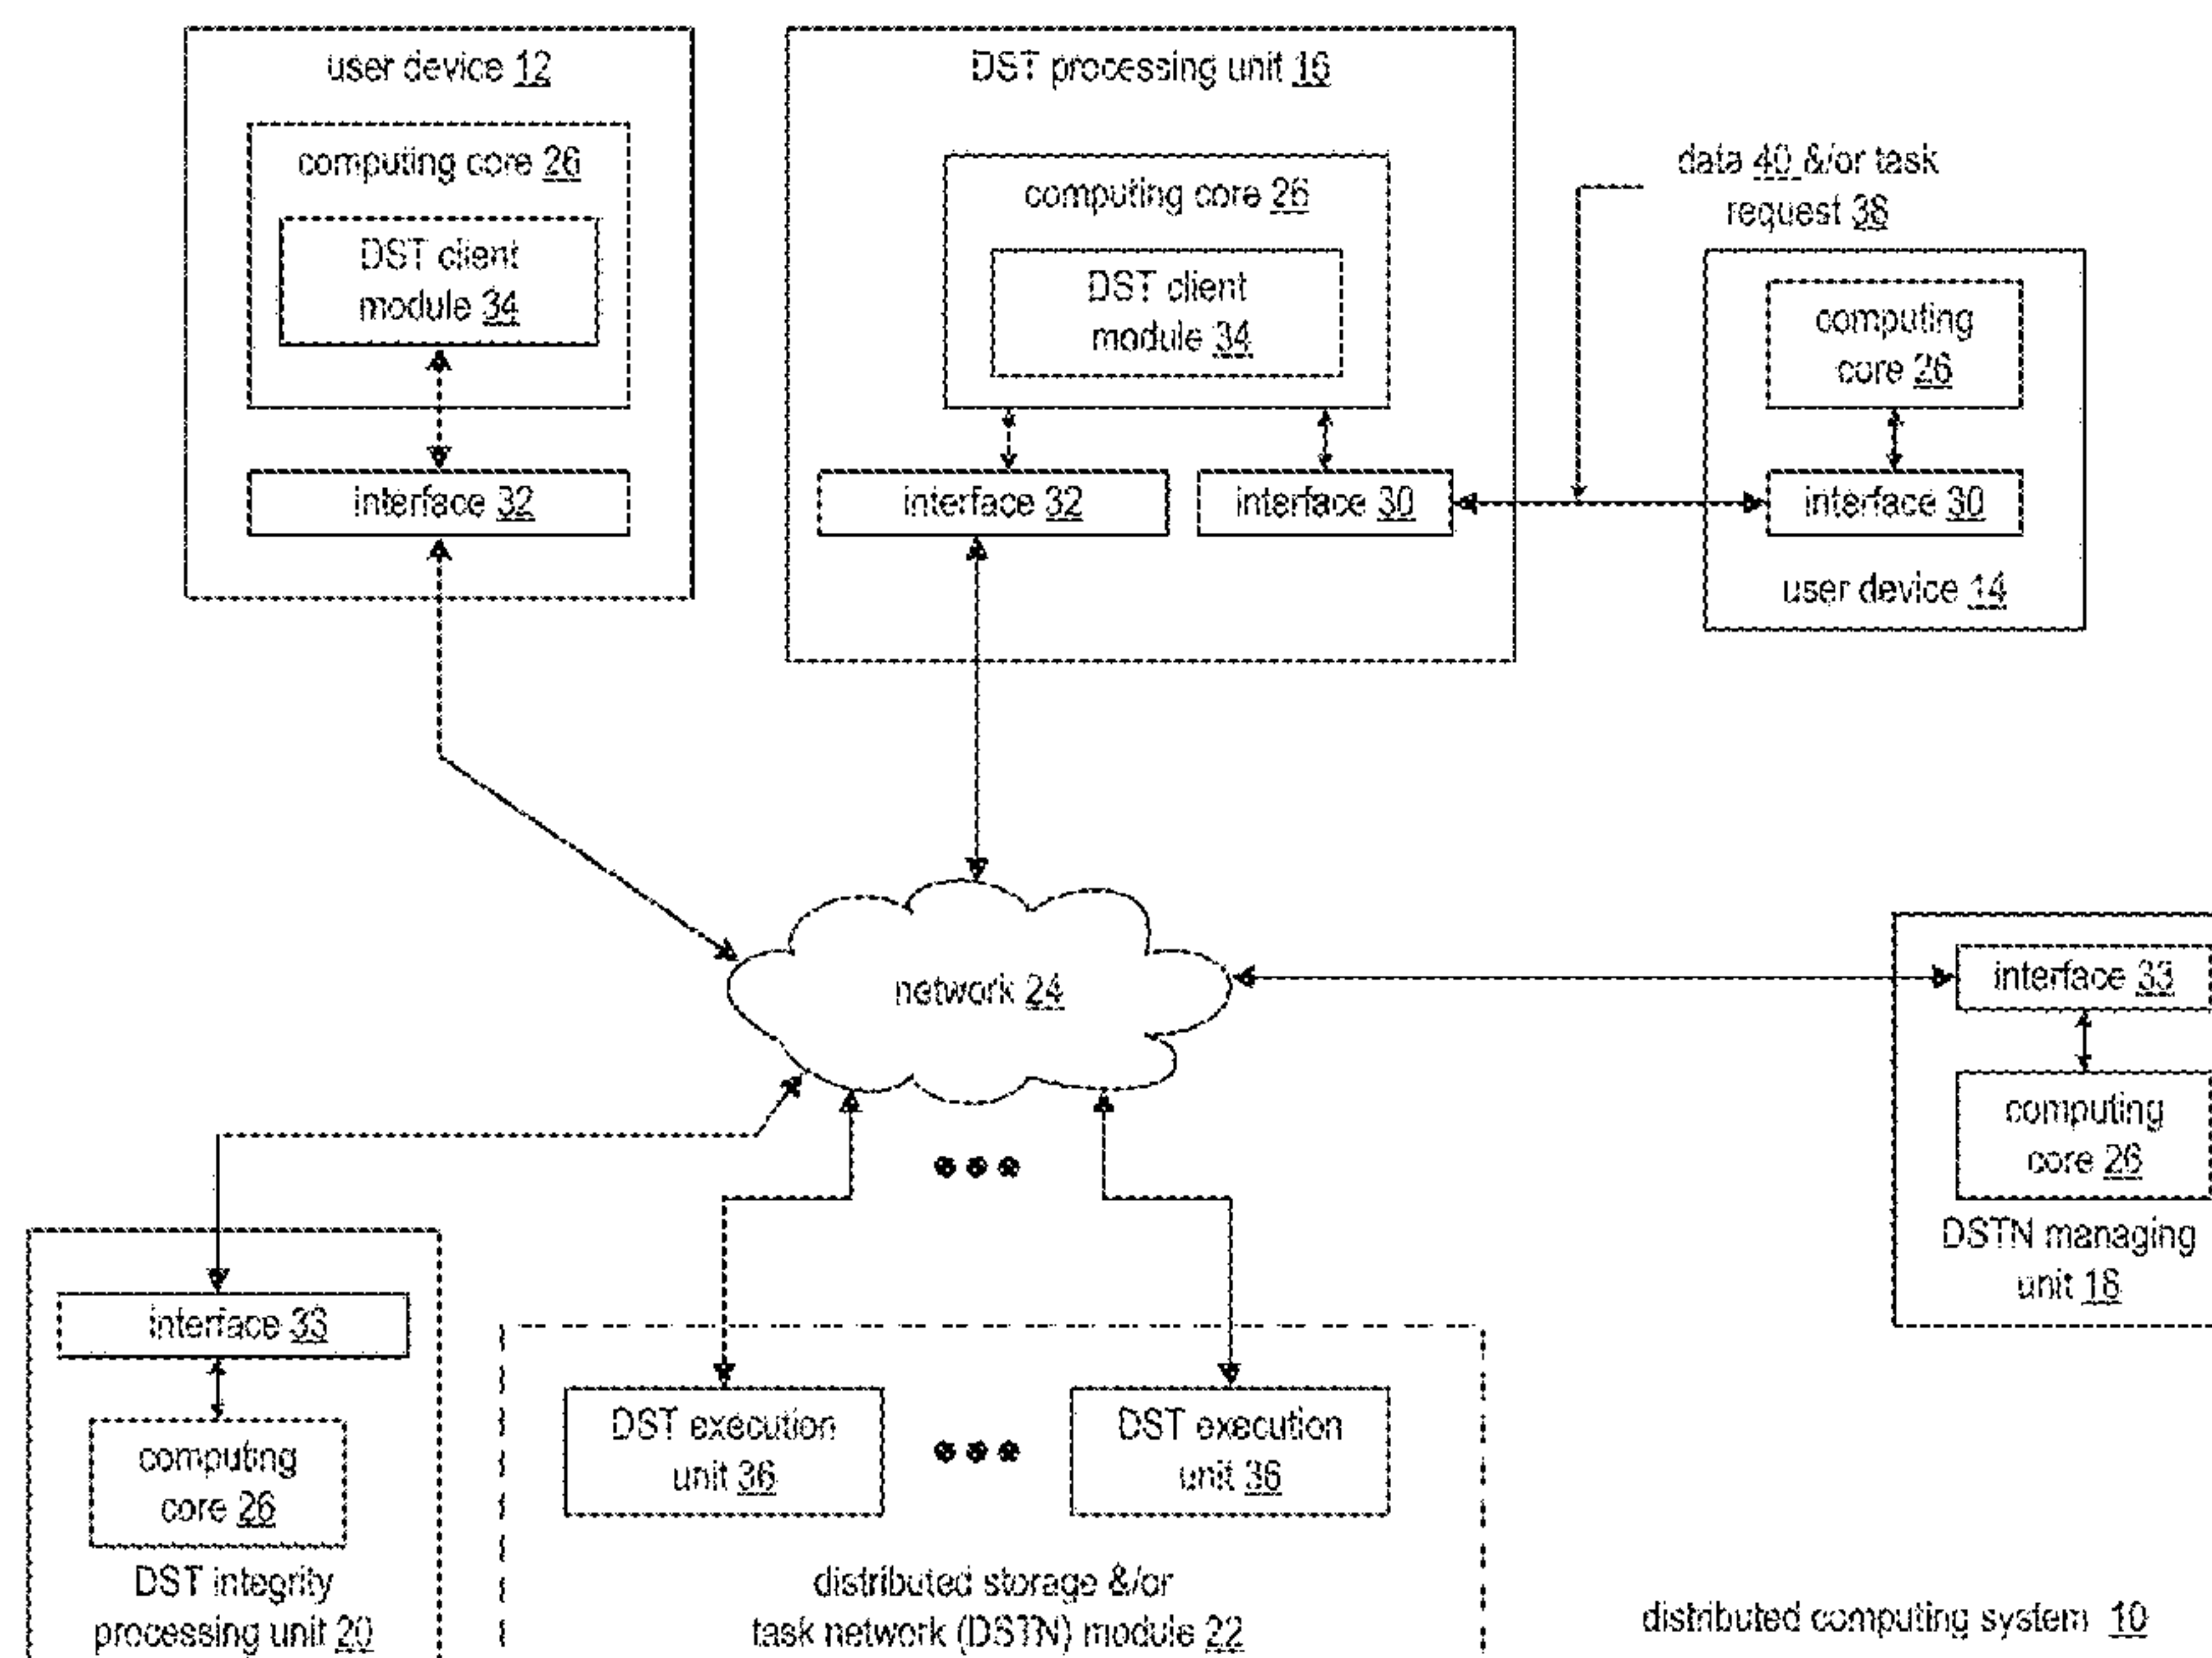 user device 12
computing core 26
DST client
module 34
interface 32
DST processing unit 16
computing core 26
DST client
module 34
interface 32
interface 30
data 40 &/or task
request 38
computing
core 26
interface 30
user device 14
network 24
interface 33
computing
core 26
DSTN managing
unit 18
interface 33
computing
core 26
DST integrity
processing unit 20
DST execution
unit 36
DST execution
unit 36
distributed storage &/or
task network (DSTN) module 22
distributed computing system 10